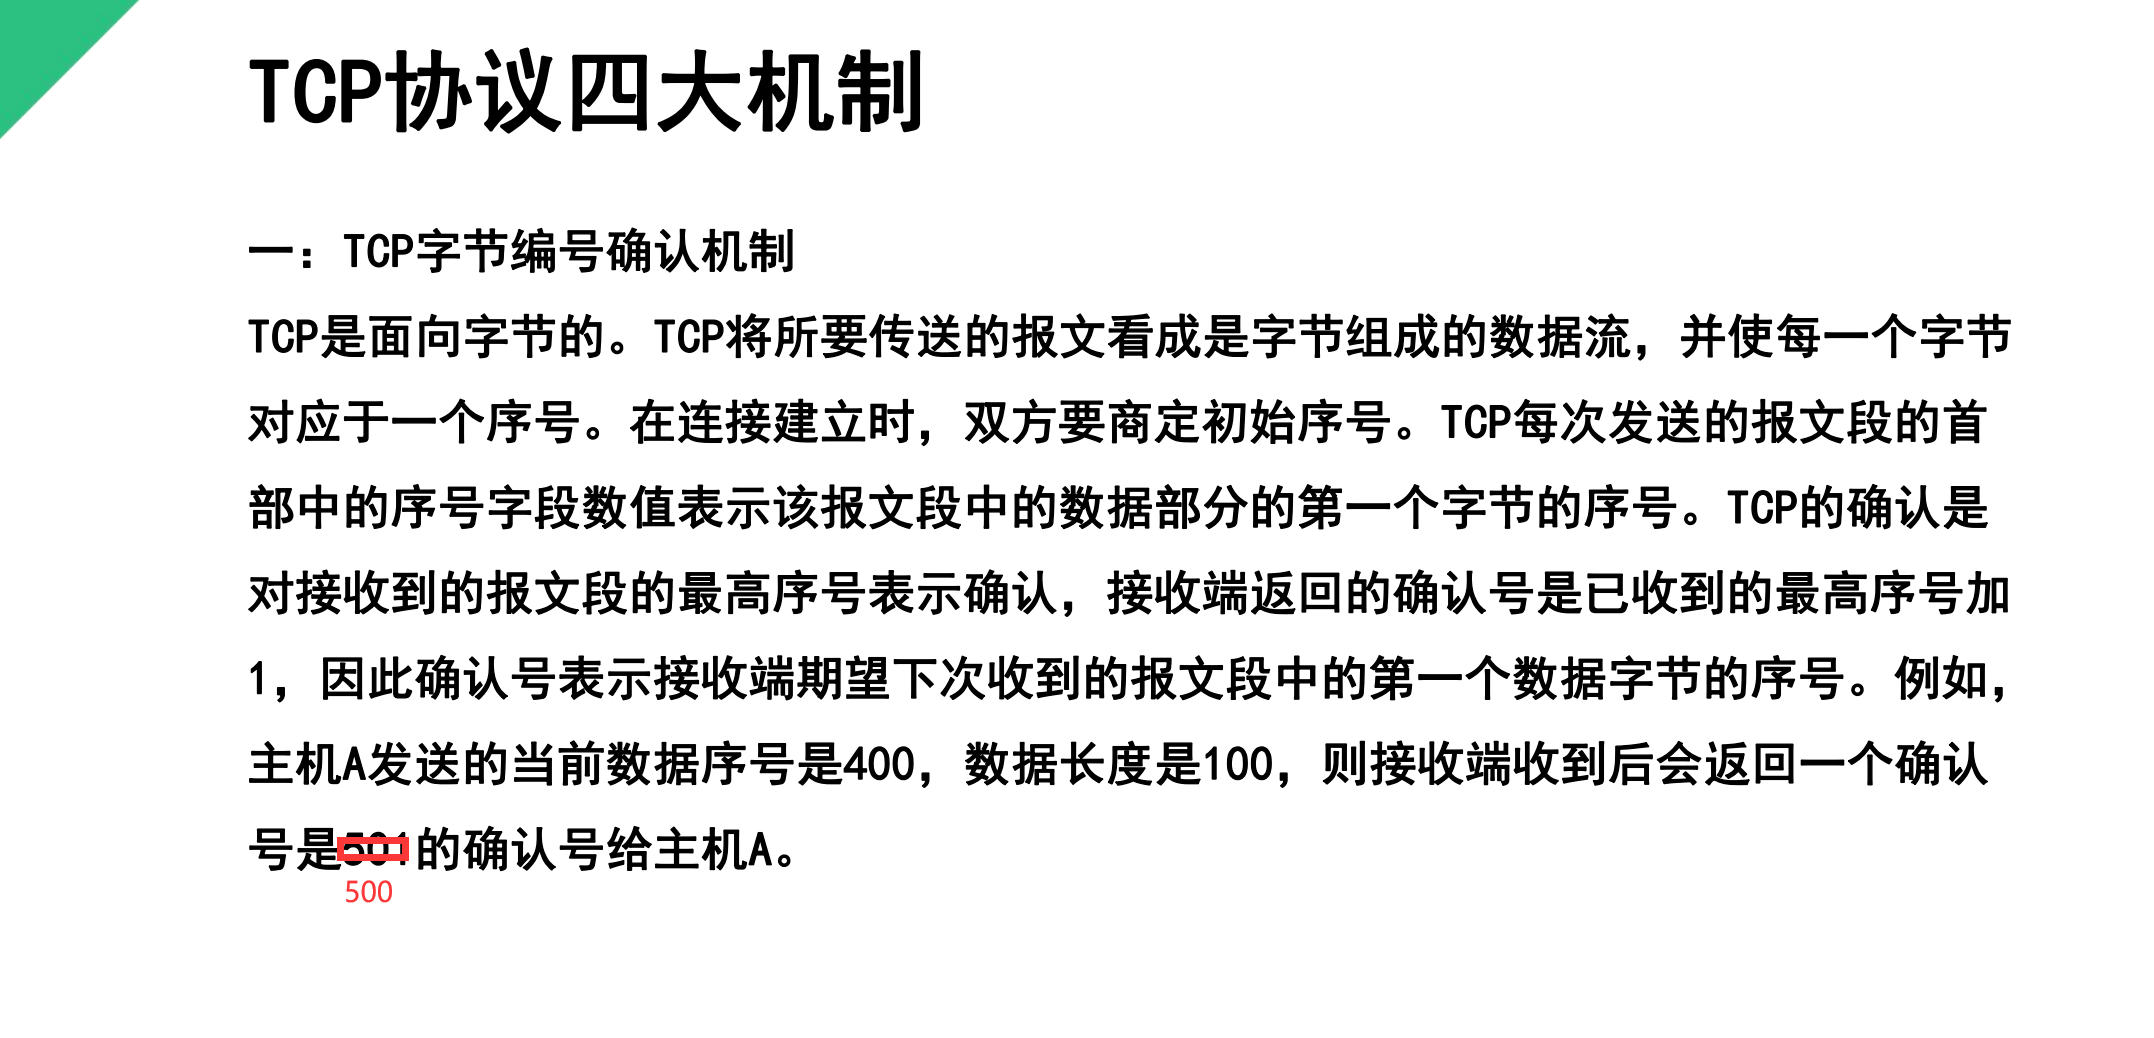 TCP协议四大机制
一：TCP字节编号确认机制
TCP是面向字节的。TCP将所要传送的报文看成是字节组成的数据流，并使每一个字节
对应于一个序号。在连接建立时，双方要商定初始序号。TCP每次发送的报文段的首
部中的序号字段数值表示该报文段中的数据部分的第一个字节的序号。TCP的确认是
对接收到的报文段的最高序号表示确认，接收端返回的确认号是已收到的最高序号加
1，因此确认号表示接收端期望下次收到的报文段中的第一个数据字节的序号。例如，
主机A发送的当前数据序号是400，数据长度是100，则接收端收到后会返回一个确认
号是501的确认号给主机A。
500